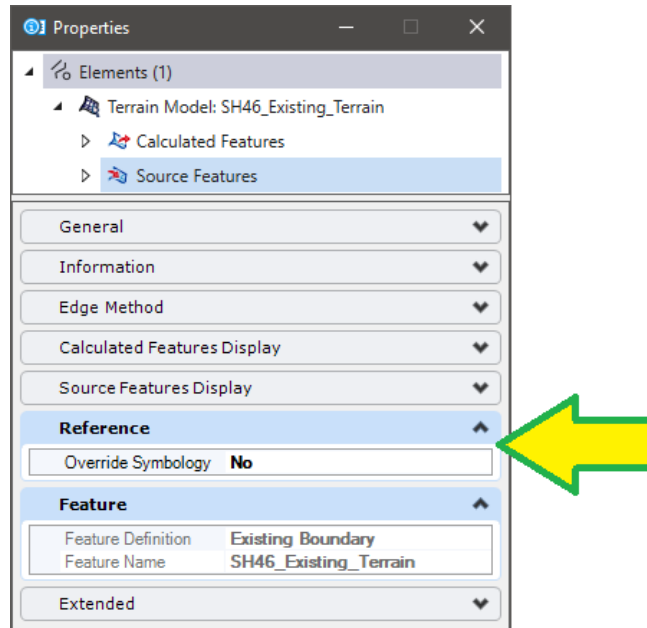 Properties
Elements (1)
Terrain Model: SH46_Existing_Terrain
Calculated Features
Source Features
General
Information
Edge Method
Calculated Features Display
Source Features Display
Reference
Override Symbology No
Feature
Feature Definition Existing Boundary
Feature Name SH46_Existing_Terrain
Extended